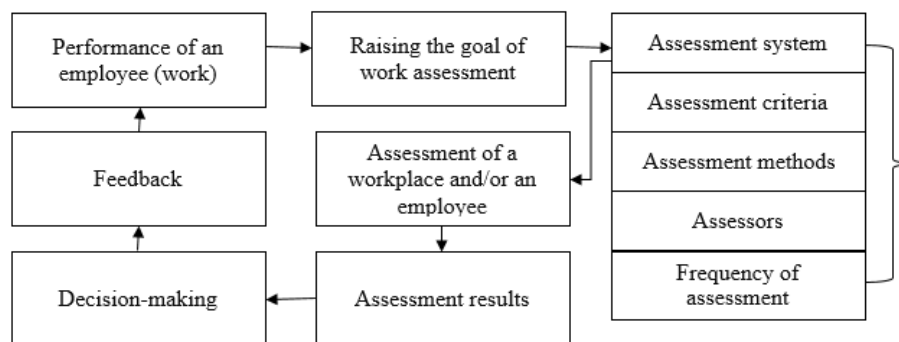 Performance of an
employee (work)
Raising the goal of
work assessment
Assessment system
Assessment criteria
Assessment methods
Assessors
Frequency of
assessment
Assessment of a
workplace and/or an
employee
Assessment results
Decision-making
Feedback